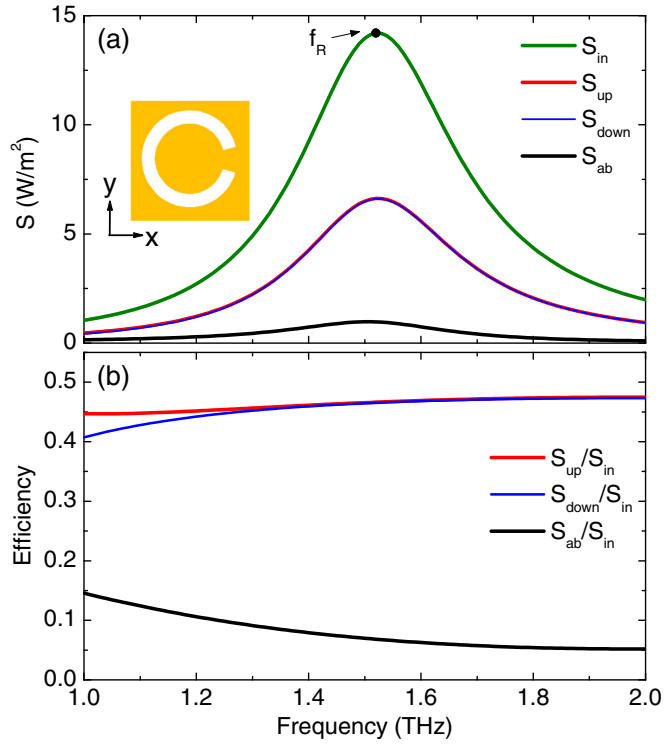 (a)
f_R
S_in
S_up
S_down
S_ab
15
10
5
0
S (W/m²)
y
x
(b)
S_up/S_in
S_down/S_in
S_ab/S_in
0.5
0.4
0.3
0.2
0.1
0.0
Efficiency
1.0 1.2 1.4 1.6 1.8 2.0
Frequency (THz)